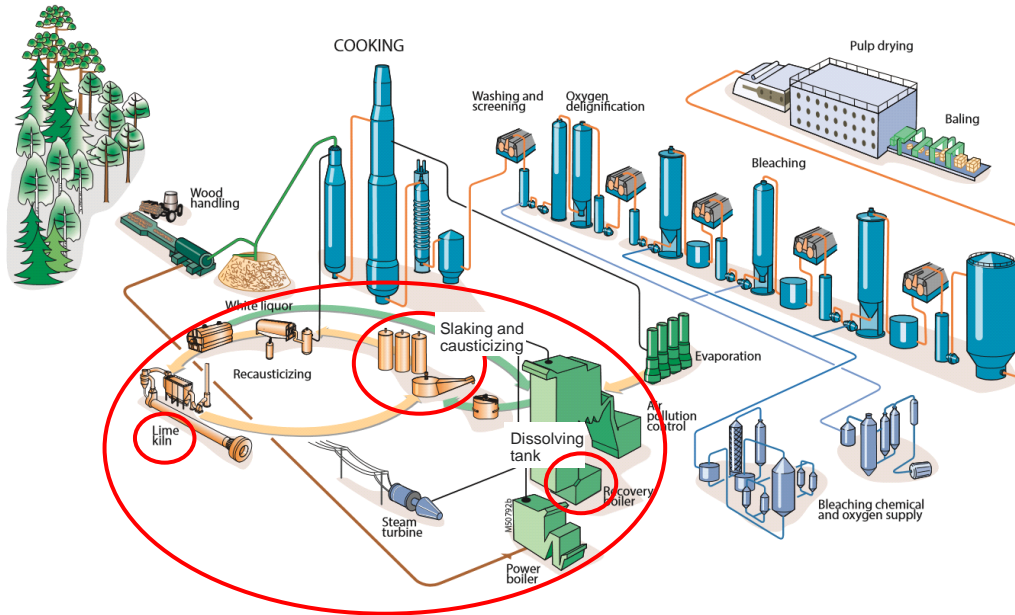 COOKING
Pulp drying
Washing and
screening
Oxygen
delignification
Baling
Bleaching
Wood
handling
White liquor
Slaking and
causticizing
Evaporation
Recausticizing
Air
pollution
control
Lime
kiln
Dissolving
tank
Recovery
boiler
Steam
turbine
M50792b
Bleaching chemical
and oxygen supply
Power
boiler